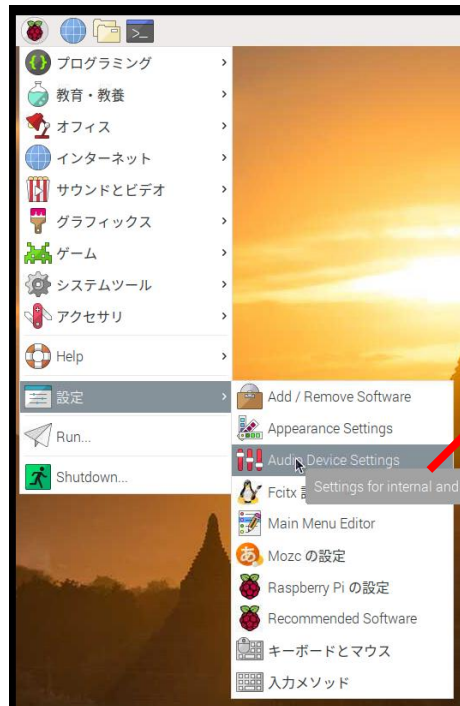 プログラミング
教育・教養
オフィス
インターネット
サウンドとビデオ
グラフィックス
ゲーム
システムツール
アクセサリ
Help
設定
Run...
Shutdown...
Add / Remove Software
Appearance Settings
Audio Device Settings
Settings for internal and
Fcitx
Main Menu Editor
Mozc の設定
Raspberry Pi の設定
Recommended Software
キーボードとマウス
入力メソッド